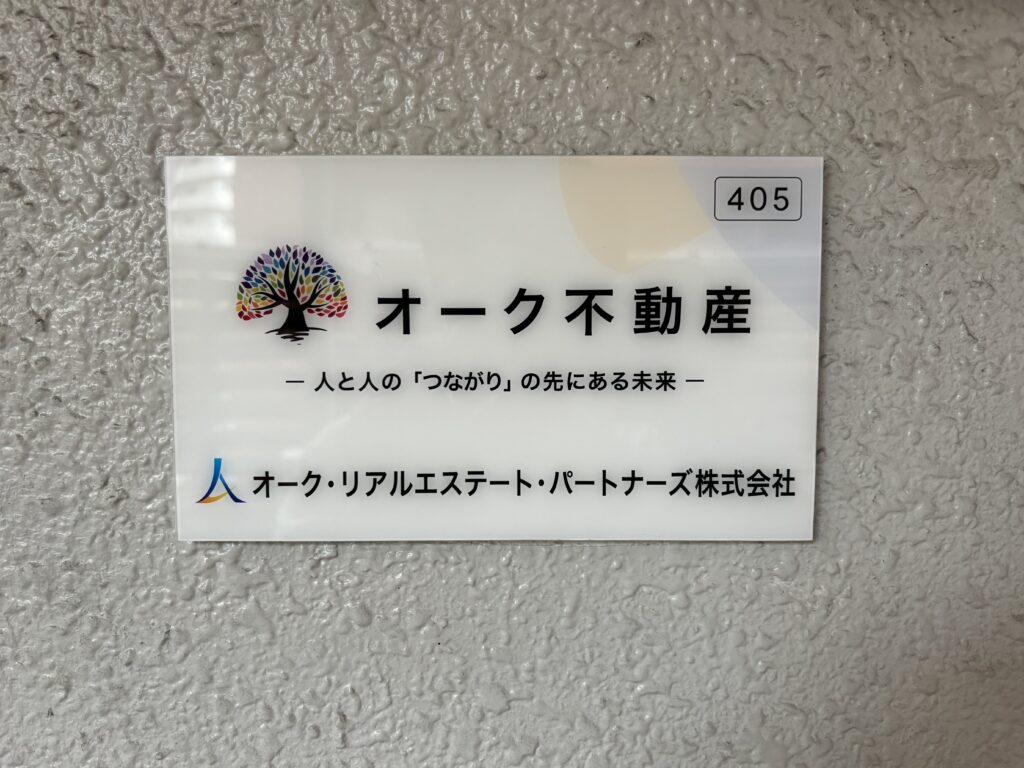 405
オーク不動産
― 人と人の「つながり」の先にある未来 ―
オーク・リアルエステート・パートナーズ株式会社